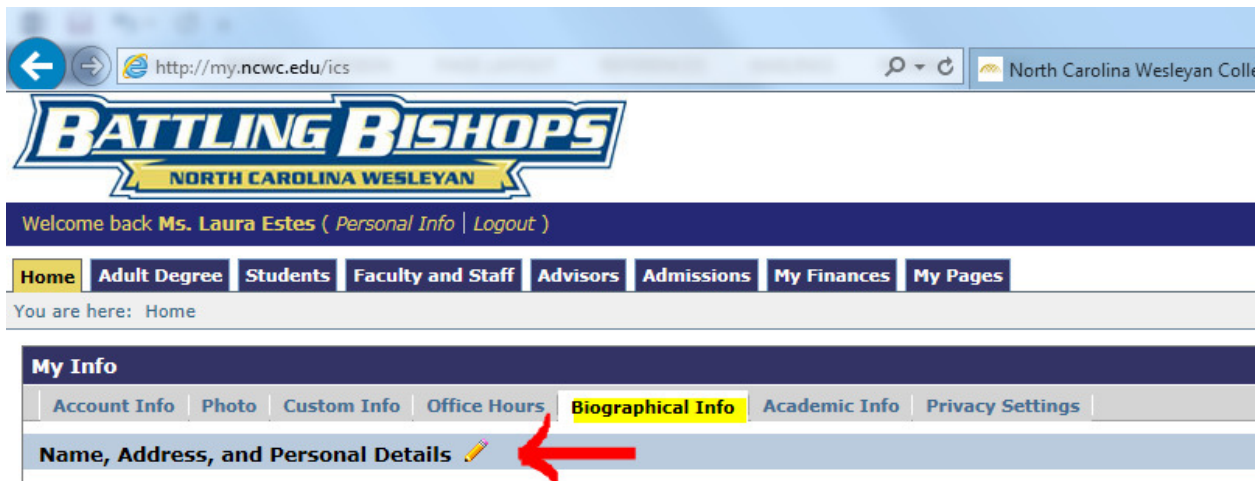 http://my.ncwc.edu/ics
North Carolina Wesleyan Colle
BATTLING BISHOPS
NORTH CAROLINA WESLEYAN
Welcome back Ms. Laura Estes ( Personal Info | Logout )
Home Adult Degree Students Faculty and Staff Advisors Admissions My Finances My Pages
You are here: Home
My Info
Account Info Photo Custom Info Office Hours Biographical Info Academic Info Privacy Settings
Name, Address, and Personal Details